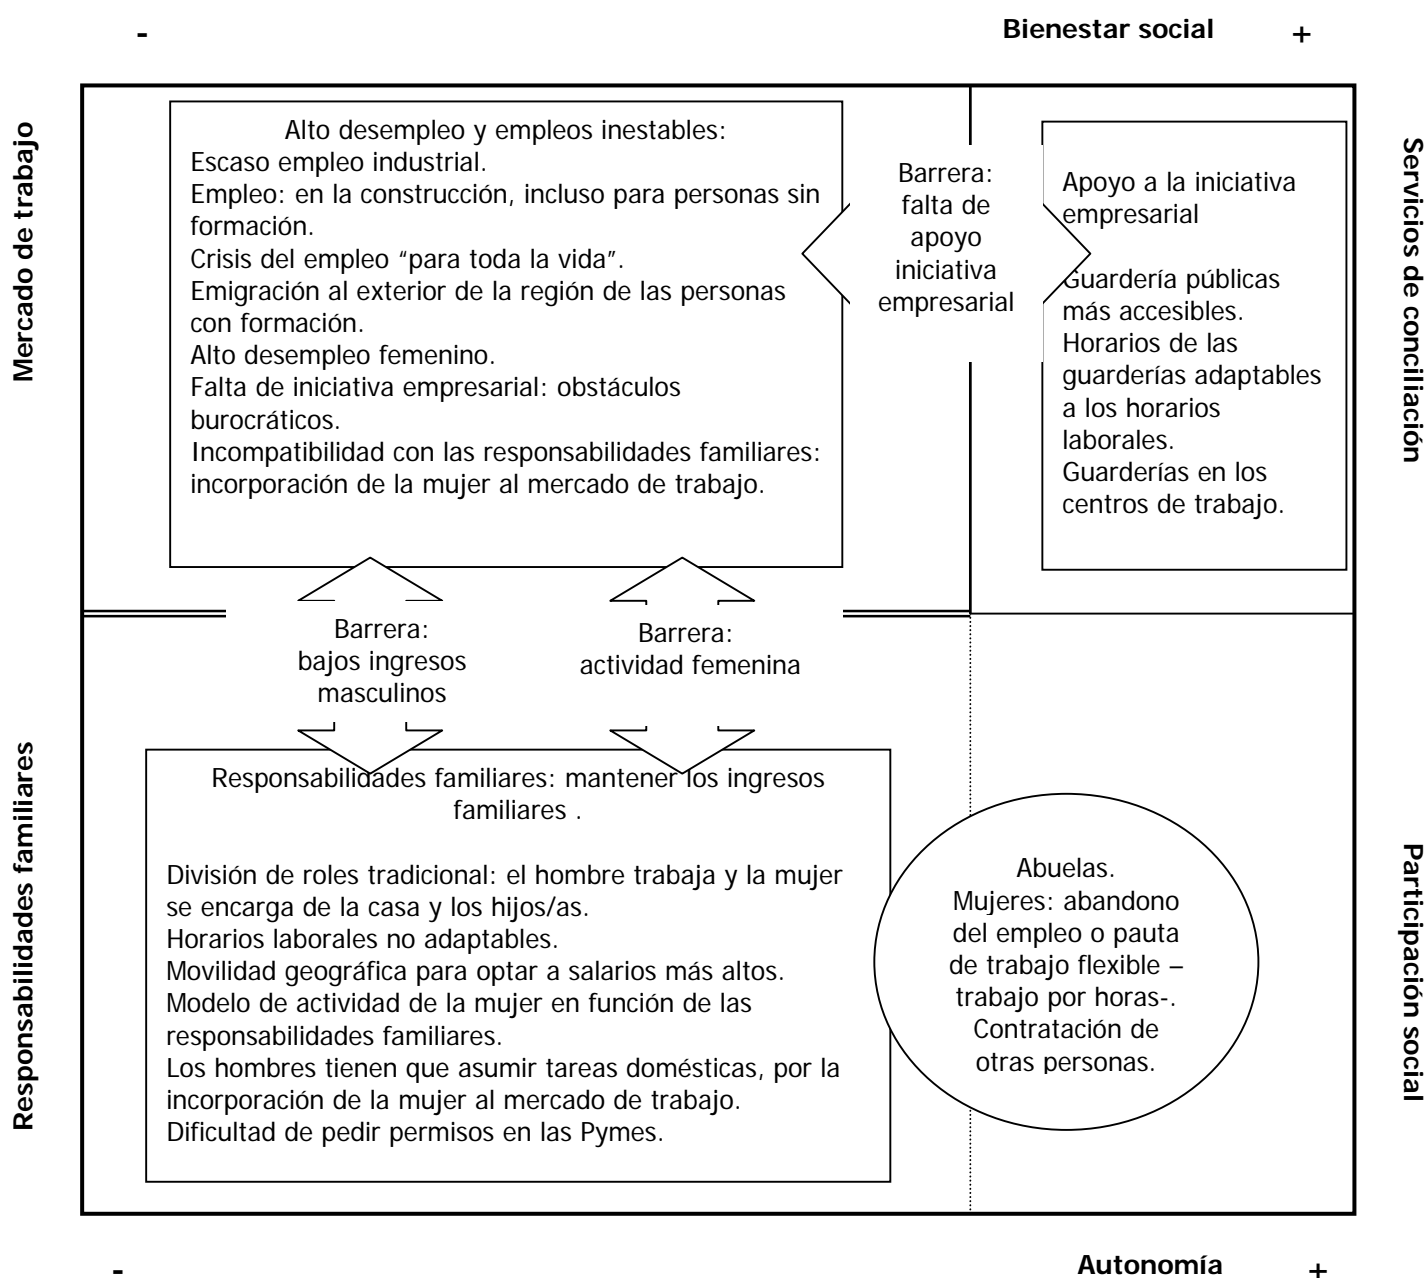 -
Bienestar social
+
Mercado de trabajo
Alto desempleo y empleos inestables:
Escaso empleo industrial.
Empleo: en la construcción, incluso para personas sin
formación.
Crisis del empleo “para toda la vida”.
Emigración al exterior de la región de las personas
con formación.
Alto desempleo femenino.
Falta de iniciativa empresarial: obstáculos
burocráticos.
Incompatibilidad con las responsabilidades familiares:
incorporación de la mujer al mercado de trabajo.
Barrera:
falta de
apoyo
iniciativa
empresarial
Apoyo a la iniciativa
empresarial
Guardería públicas
más accesibles.
Horarios de las
guarderías adaptables
a los horarios
laborales.
Guarderías en los
centros de trabajo.
Servicios de conciliación
Barrera:
bajos ingresos
masculinos
Barrera:
actividad femenina
Responsabilidades familiares
Responsabilidades familiares: mantener los ingresos
familiares .
División de roles tradicional: el hombre trabaja y la mujer
se encarga de la casa y los hijos/as.
Horarios laborales no adaptables.
Movilidad geográfica para optar a salarios más altos.
Modelo de actividad de la mujer en función de las
responsabilidades familiares.
Los hombres tienen que asumir tareas domésticas, por la
incorporación de la mujer al mercado de trabajo.
Dificultad de pedir permisos en las Pymes.
Abuelas.
Mujeres: abandono
del empleo o pauta
de trabajo flexible –
trabajo por horas-.
Contratación de
otras personas.
Participación social
-
Autonomía
+